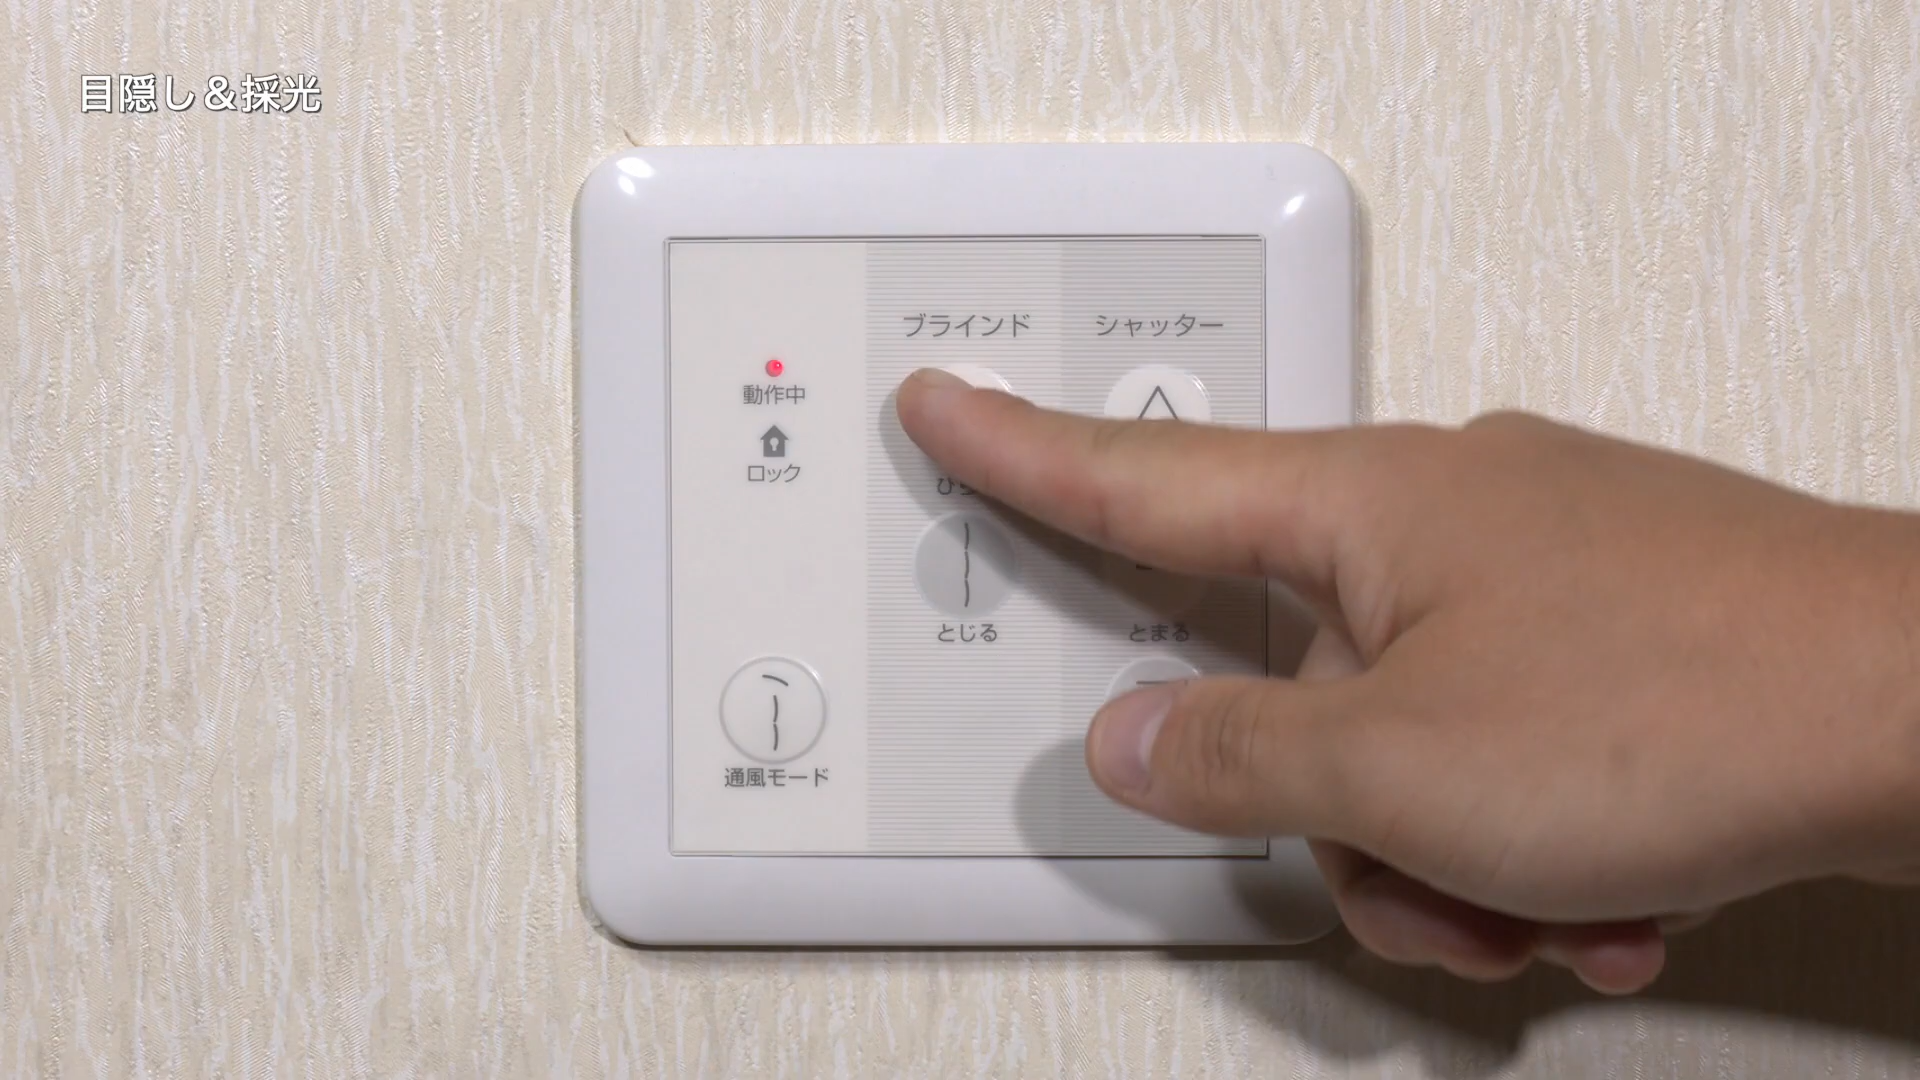 目隠し＆採光
ブラインド
シャッター
動作中
ロック
とじる
とまる
通風モード